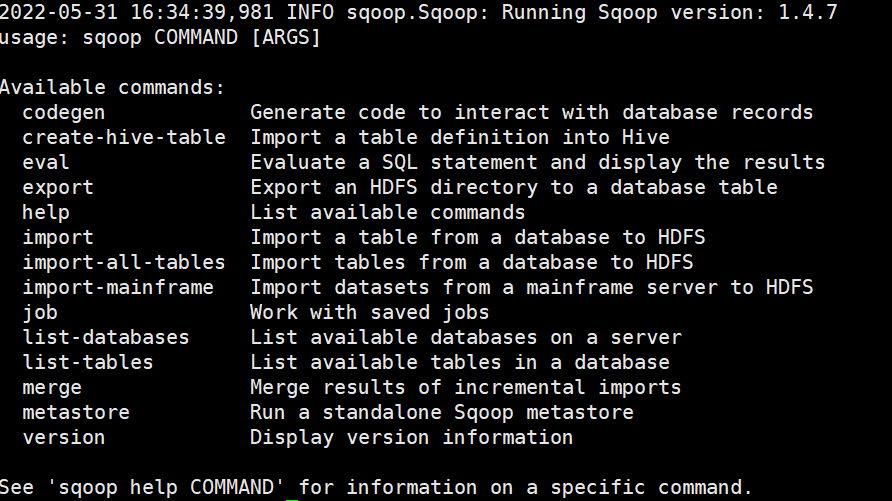 2022-05-31 16:34:39,981 INFO sqoop.Sqoop: Running Sqoop version: 1.4.7
usage: sqoop COMMAND [ARGS]

Available commands:
  codegen            Generate code to interact with database records
  create-hive-table  Import a table definition into Hive
  eval               Evaluate a SQL statement and display the results
  export             Export an HDFS directory to a database table
  help               List available commands
  import             Import a table from a database to HDFS
  import-all-tables  Import tables from a database to HDFS
  import-mainframe   Import datasets from a mainframe server to HDFS
  job                Work with saved jobs
  list-databases     List available databases on a server
  list-tables        List available tables in a database
  merge              Merge results of incremental imports
  metastore          Run a standalone Sqoop metastore
  version            Display version information

See 'sqoop help COMMAND' for information on a specific command.